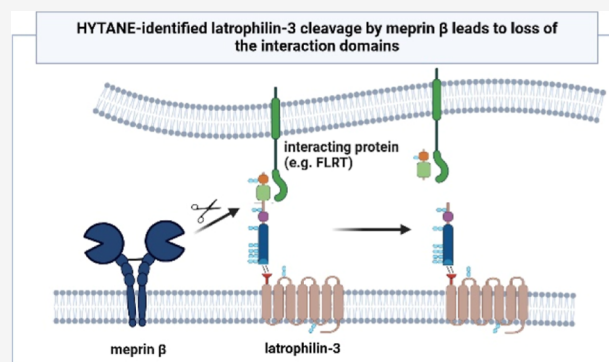 HYTANE-identified latrophilin-3 cleavage by meprin β leads to loss of
the interaction domains
interacting protein
(e.g. FLRT)
meprin β
latrophilin-3